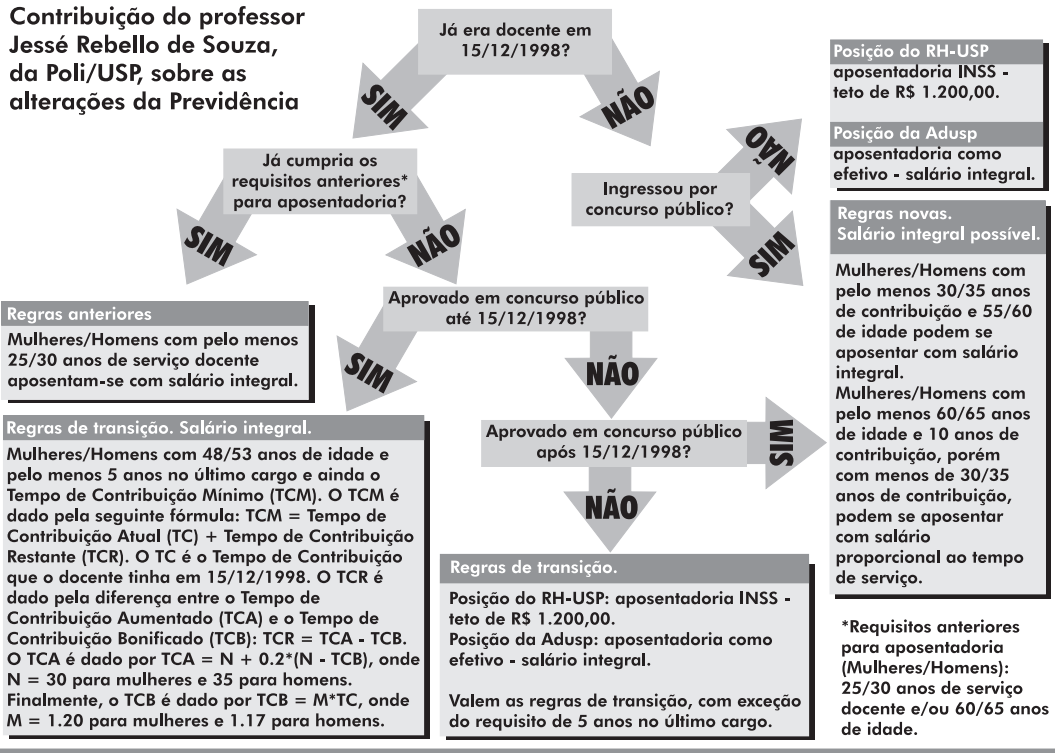 Contribuição do professor
Jessé Rebello de Souza,
da Poli/USP, sobre as
alterações da Previdência
Já era docente em
15/12/1998?
SIM
NÃO
Já cumpria os
requisitos anteriores*
para aposentadoria?
SIM
NÃO
Ingressou por
concurso público?
NÃO
SIM
Posição do RH-USP
aposentadoria INSS -
teto de R$ 1.200,00.
Posição da Adusp
aposentadoria como
efetivo - salário integral.
Regras novas.
Salário integral possível.
Mulheres/Homens com
pelo menos 30/35 anos
de contribuição e 55/60
de idade podem se
aposentar com salário
integral.
Mulheres/Homens com
pelo menos 60/65 anos
de idade e 10 anos de
contribuição, porém
com menos de 30/35
anos de contribuição,
podem se aposentar
com salário
proporcional ao tempo
de serviço.
Regras anteriores
Mulheres/Homens com pelo menos
25/30 anos de serviço docente
aposentam-se com salário integral.
Aprovado em concurso público
até 15/12/1998?
SIM
NÃO
Aprovado em concurso público
após 15/12/1998?
SIM
NÃO
Regras de transição. Salário integral.
Mulheres/Homens com 48/53 anos de idade e
pelo menos 5 anos no último cargo e ainda o
Tempo de Contribuição Mínimo (TCM). O TCM é
dado pela seguinte fórmula: TCM = Tempo de
Contribuição Atual (TC) + Tempo de Contribuição
Restante (TCR). O TC é o Tempo de Contribuição
que o docente tinha em 15/12/1998. O TCR é
dado pela diferença entre o Tempo de
Contribuição Aumentado (TCA) e o Tempo de
Contribuição Bonificado (TCB): TCR = TCA - TCB.
O TCA é dado por TCA = N + 0.2*(N - TCB), onde
N = 30 para mulheres e 35 para homens.
Finalmente, o TCB é dado por TCB = M*TC, onde
M = 1.20 para mulheres e 1.17 para homens.
Regras de transição.
Posição do RH-USP: aposentadoria INSS -
teto de R$ 1.200,00.
Posição da Adusp: aposentadoria como
efetivo - salário integral.
Valem as regras de transição, com exceção
do requisito de 5 anos no último cargo.
*Requisitos anteriores
para aposentadoria
(Mulheres/Homens):
25/30 anos de serviço
docente e/ou 60/65 anos
de idade.